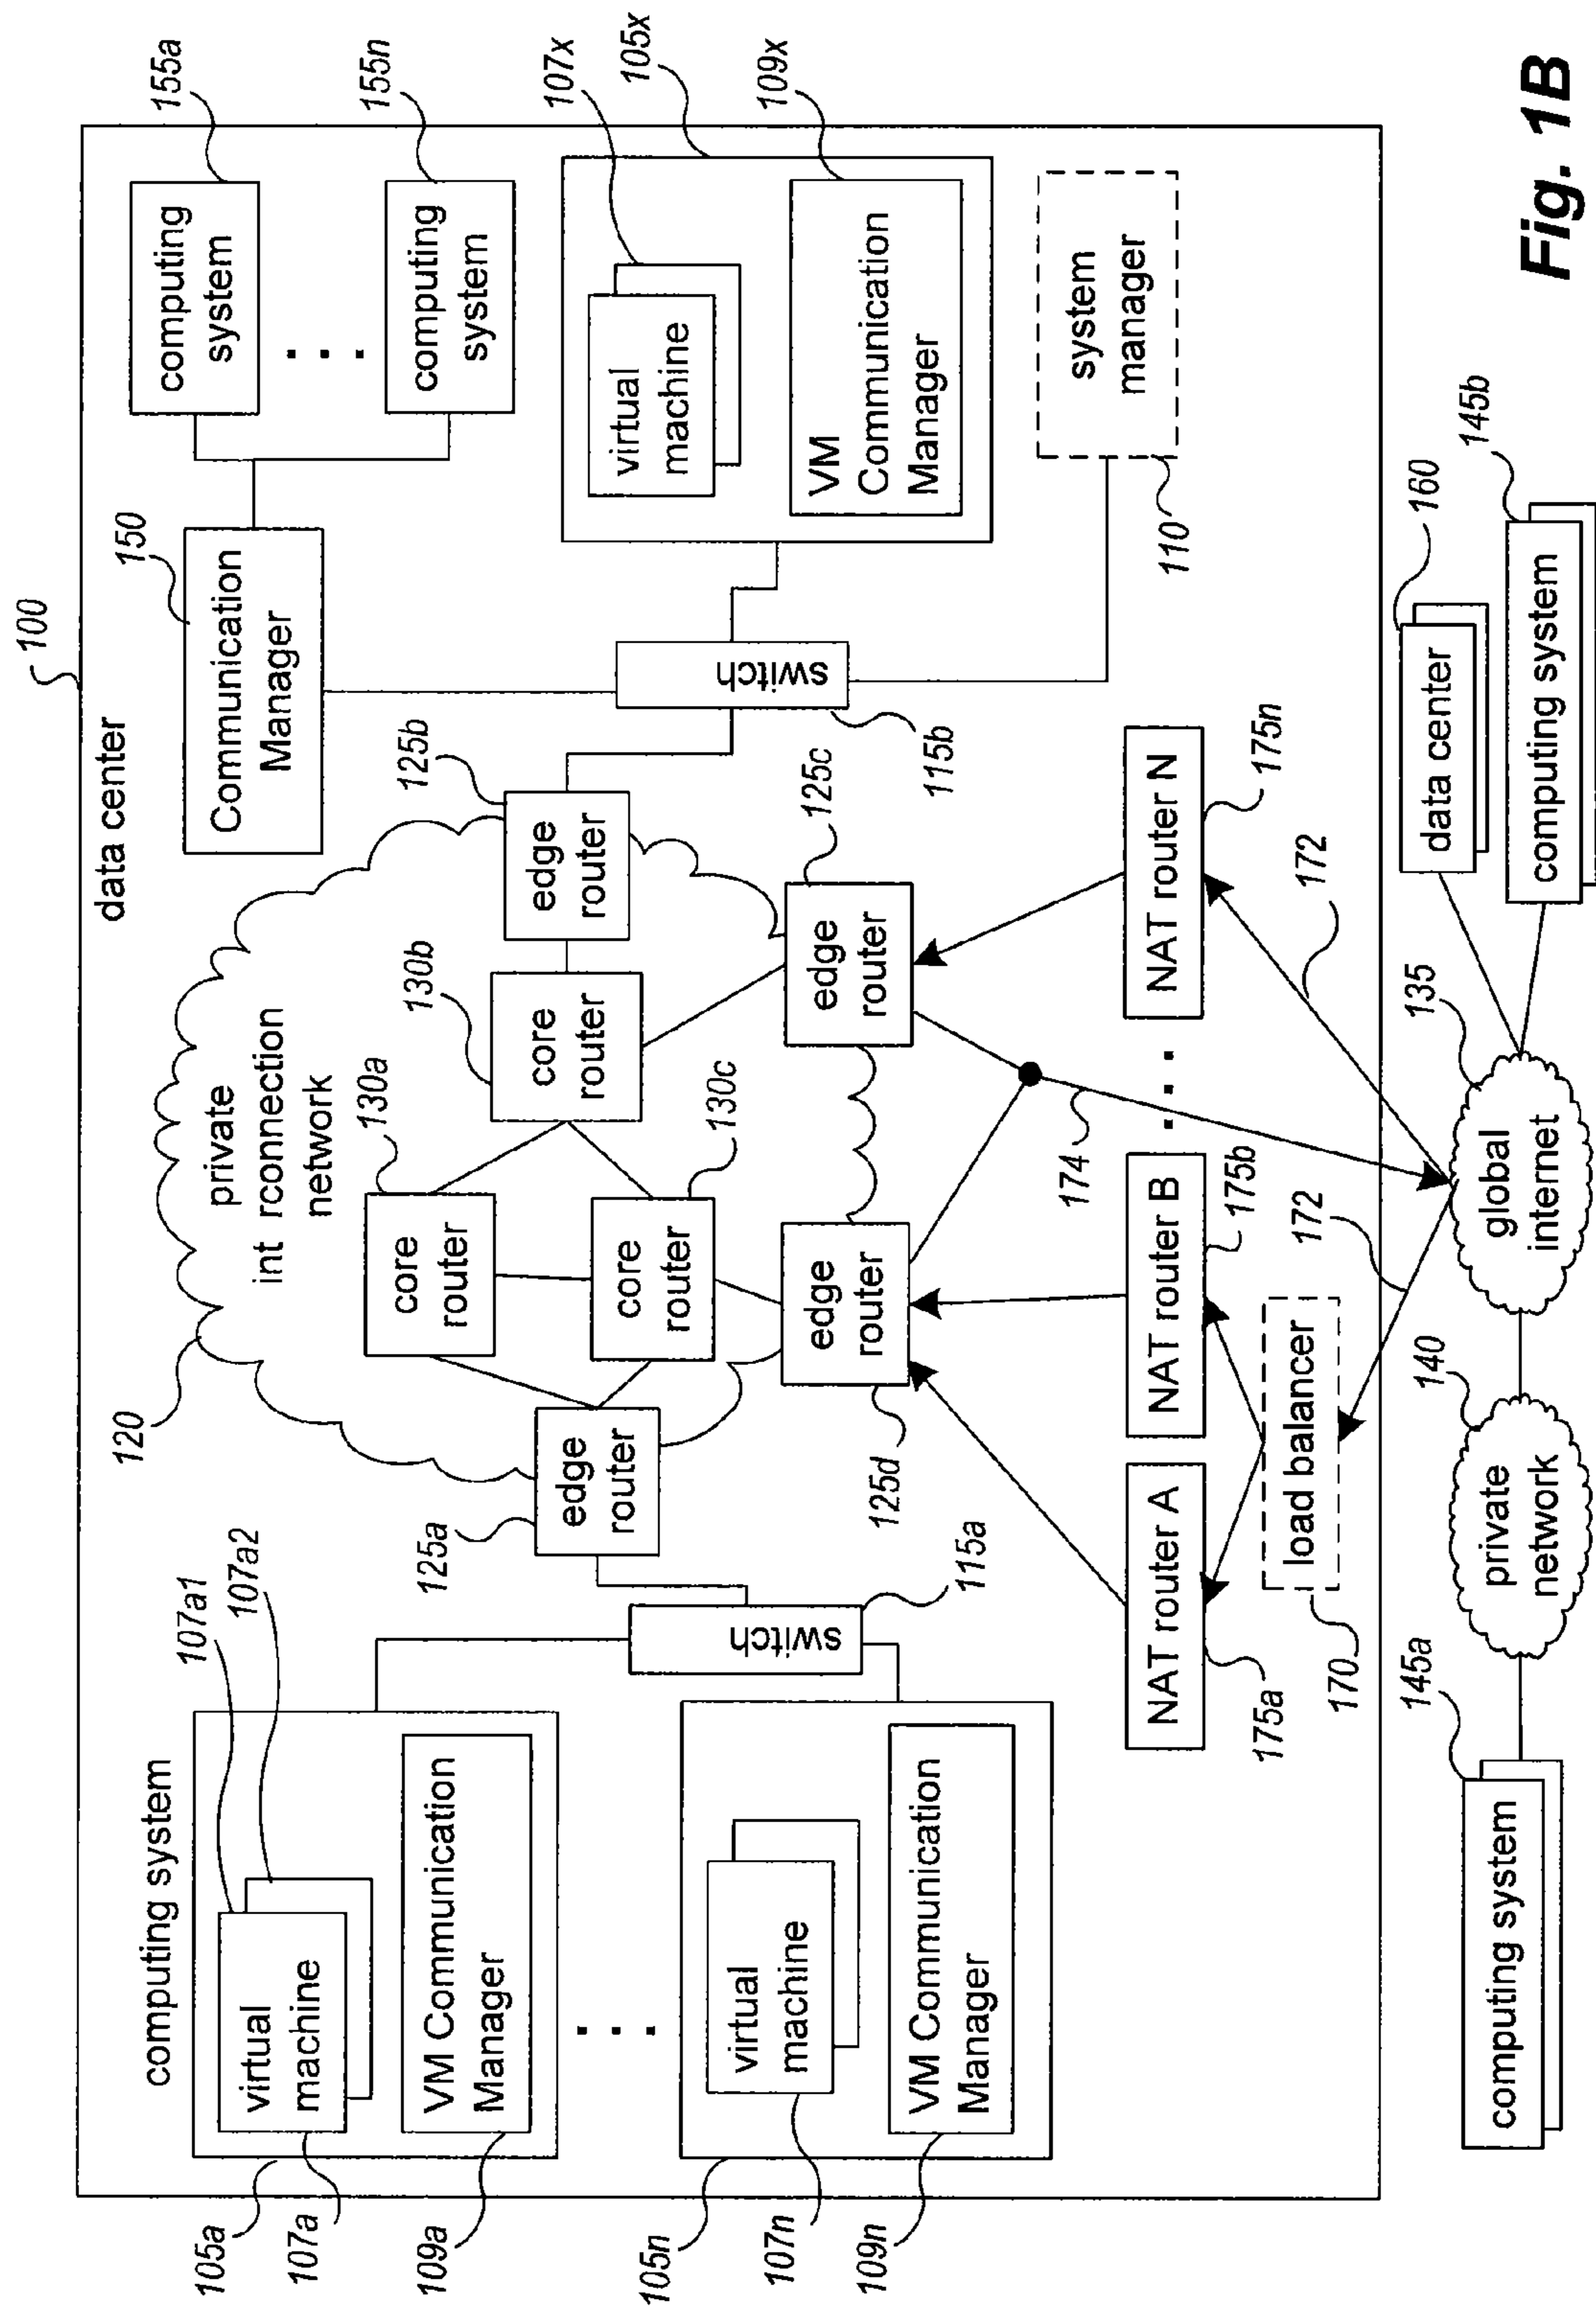 100
data center
computing system
107a1
107a2
virtual
machine
VM Communication
Manager
105a
107a
109a
. . .
virtual
machine
VM Communication
Manager
105n
107n
109n
switch
115a
120
private
int rconnection
network
edge
router
125a
core
router
130a
core
router
130b
core
router
130c
edge
router
125b
edge
router
125c
edge
router
125d
150
Communication
Manager
computing
system
155a
. . .
computing
system
155n
switch
115b
virtual
machine
107x
105x
VM
Communication
Manager
109x
system
manager
110
NAT router A
175a
NAT router B
175b
. . .
NAT router N
175n
load balancer
170
172
174
172
computing system
145a
private
network
140
global
internet
135
data center
160
computing system
145b
Fig. 1B